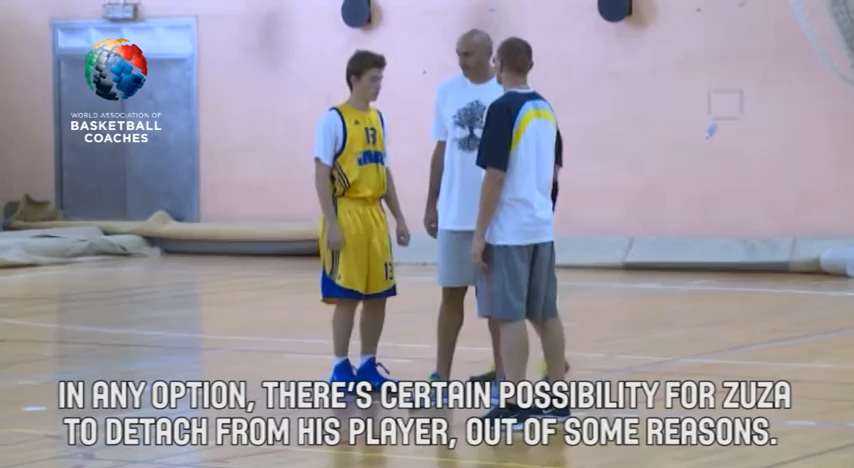 WORLD ASSOCIATION OF
BASKETBALL
COACHES
13
13
IN ANY OPTION, THERE'S CERTAIN POSSIBILITY FOR ZUZA
TO DETACH FROM HIS PLAYER, OUT OF SOME REASONS.